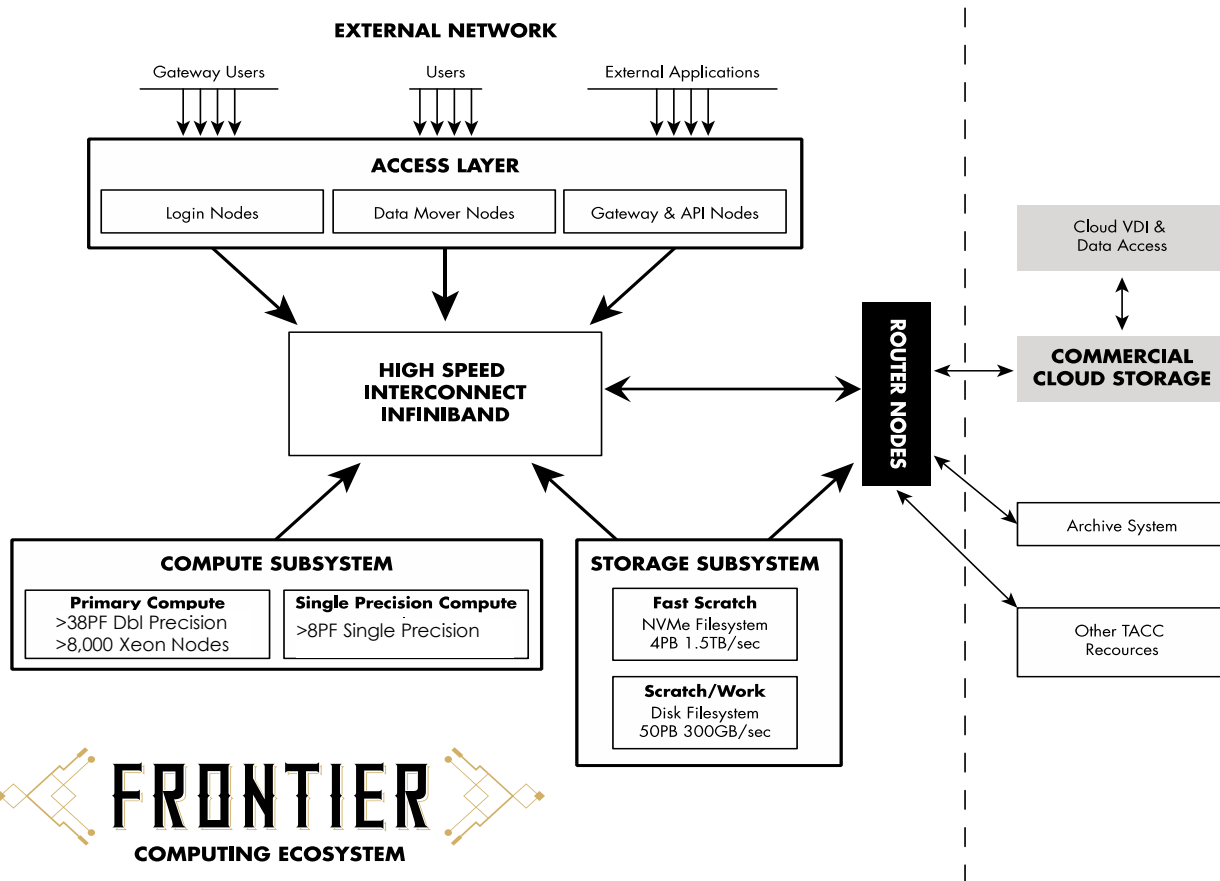 EXTERNAL NETWORK
Gateway Users
Users
External Applications
ACCESS LAYER
Login Nodes
Data Mover Nodes
Gateway & API Nodes
Cloud VDI &
Data Access
HIGH SPEED
INTERCONNECT
INFINIBAND
ROUTER NODES
COMMERCIAL
CLOUD STORAGE
Archive System
Other TACC
Recources
COMPUTE SUBSYSTEM
Primary Compute
>38PF Dbl Precision
>8,000 Xeon Nodes
Single Precision Compute
>8PF Single Precision
STORAGE SUBSYSTEM
Fast Scratch
NVMe Filesystem
4PB 1.5TB/sec
Scratch/Work
Disk Filesystem
50PB 300GB/sec
FRONTIER
COMPUTING ECOSYSTEM